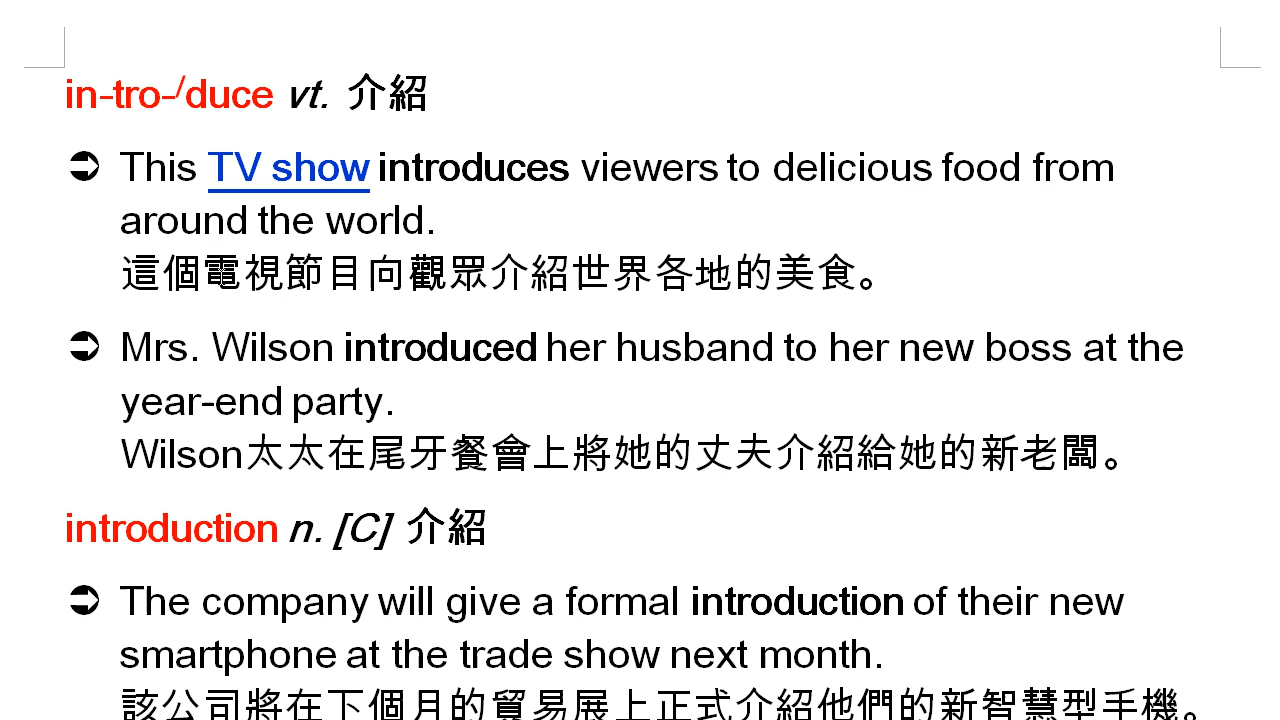 in-tro-/duce vt. 介紹
➲ This TV show introduces viewers to delicious food from
around the world.
這個電視節目向觀眾介紹世界各地的美食。
➲ Mrs. Wilson introduced her husband to her new boss at the
year-end party.
Wilson太太在尾牙餐會上將她的丈夫介紹給她的新老闆。
introduction n. [C] 介紹
➲ The company will give a formal introduction of their new
smartphone at the trade show next month.
該公司將在下個月的貿易展上正式介紹他們的新智慧型手機。